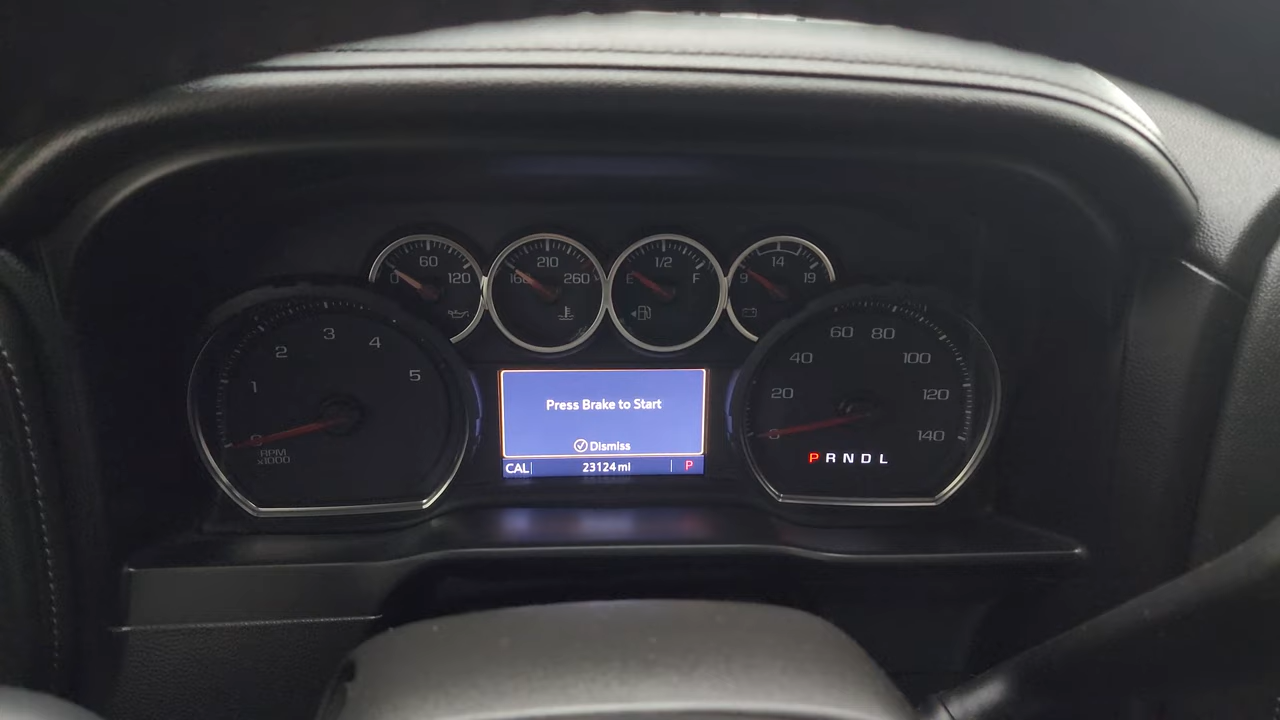 60
0 120
210
160 260
1/2
E F
14
9 19
1 2 3 4 5
0
RPM
x1000
Press Brake to Start
Dismiss
CAL 23124 mi P
0 20 40 60 80 100 120 140
P R N D L